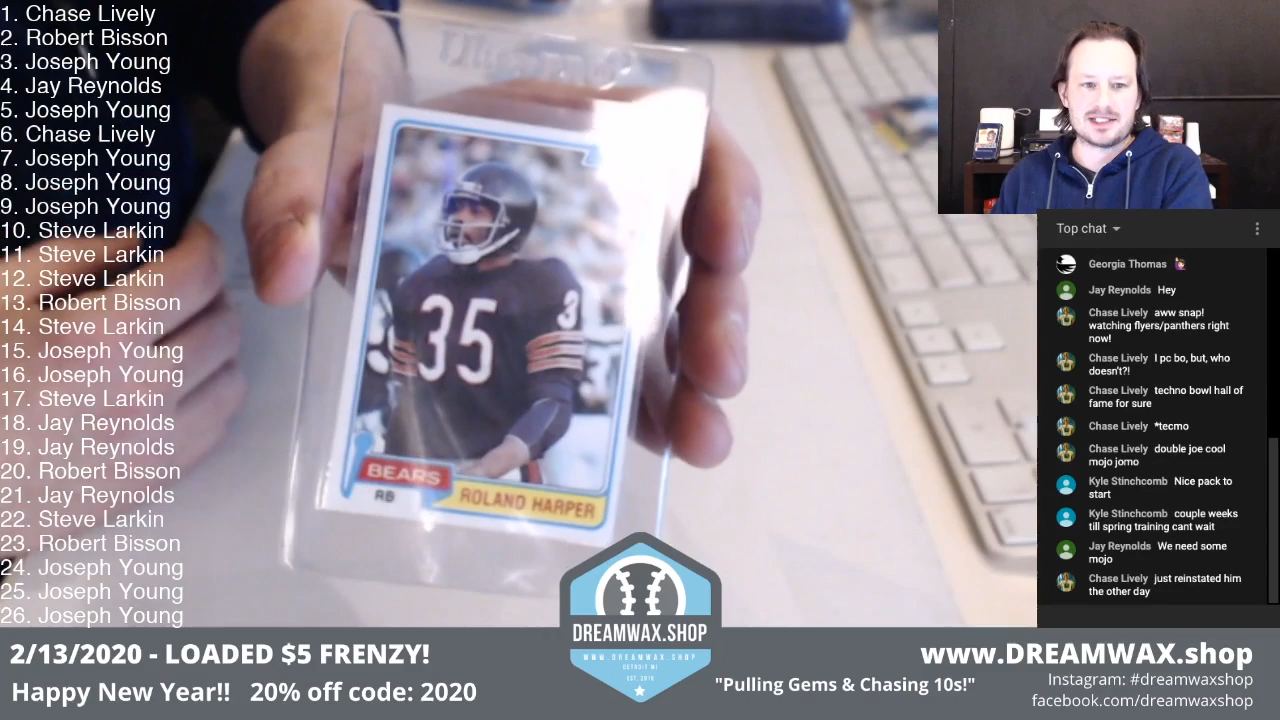 1. Chase Lively
2. Robert Bisson
3. Joseph Young
4. Jay Reynolds
5. Joseph Young
6. Chase Lively
7. Joseph Young
8. Joseph Young
9. Joseph Young
10. Steve Larkin
11. Steve Larkin
12. Steve Larkin
13. Robert Bisson
14. Steve Larkin
15. Joseph Young
16. Joseph Young
17. Steve Larkin
18. Jay Reynolds
19. Jay Reynolds
20. Robert Bisson
21. Jay Reynolds
22. Steve Larkin
23. Robert Bisson
24. Joseph Young
25. Joseph Young
26. Joseph Young
35
3
BEARS
RB
ROLAND HARPER
Top chat
Georgia Thomas
Jay Reynolds Hey
Chase Lively aww snap!
watching flyers/panthers right
now!
Chase Lively I pc bo, but, who
doesn't?!
Chase Lively techno bowl hall of
fame for sure
Chase Lively *tecmo
Chase Lively double joe cool
mojo jomo
Kyle Stinchcomb Nice pack to
start
Kyle Stinchcomb couple weeks
till spring training cant wait
Jay Reynolds We need some
mojo
Chase Lively just reinstated him
the other day
2/13/2020 - LOADED $5 FRENZY!
Happy New Year!! 20% off code: 2020
DREAMWAX.SHOP
WWW.DREAMWAX.SHOP
DETROIT MI
"Pulling Gems & Chasing 10s!"
www.DREAMWAX.shop
Instagram: #dreamwaxshop
facebook.com/dreamwaxshop